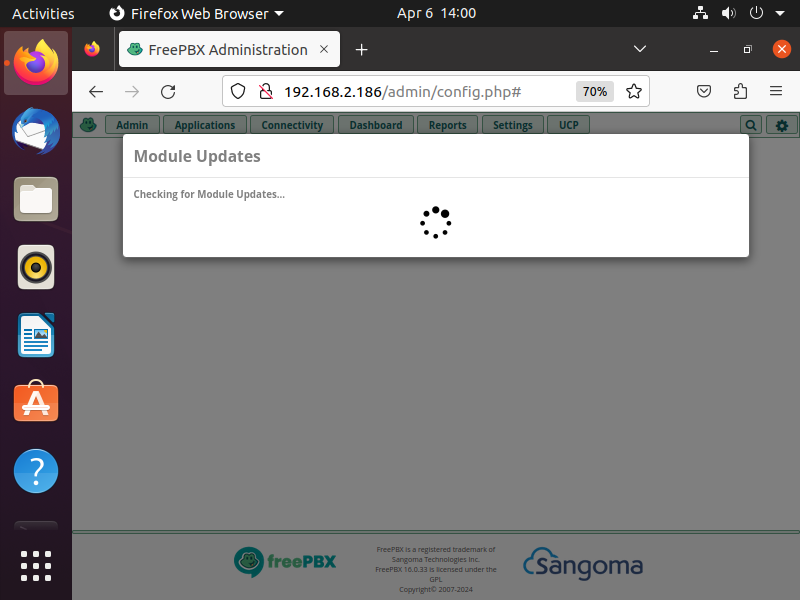 Activities
Firefox Web Browser
Apr 6 14:00
FreePBX Administration
192.168.2.186/admin/config.php#
70%
Admin
Applications
Connectivity
Dashboard
Reports
Settings
UCP
Module Updates
Checking for Module Updates...
freePBX
FreePBX is a registered trademark of
Sangoma Technologies Inc.
FreePBX 16.0.33 is licensed under the
GPL
Copyright© 2007-2024
Sangoma